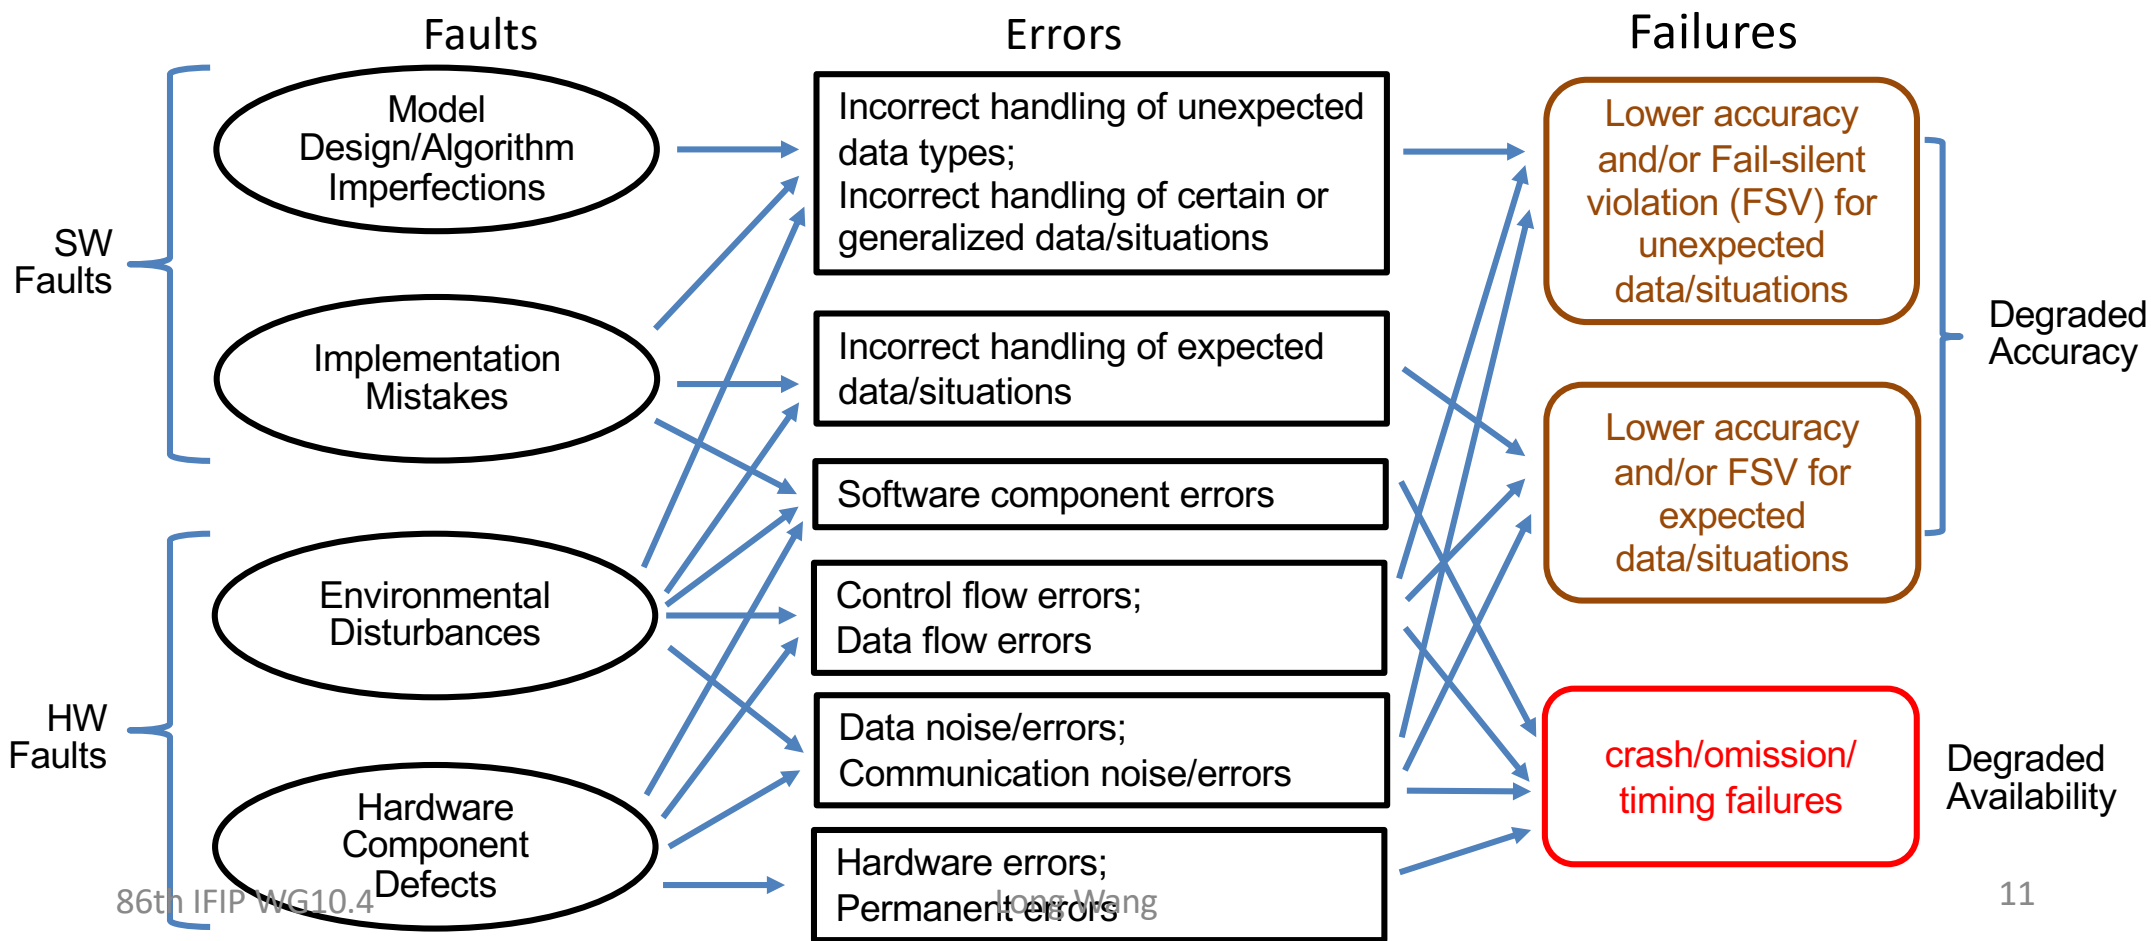 Faults
Errors
Failures
SW
Faults
HW
Faults
Model
Design/Algorithm
Imperfections
Implementation
Mistakes
Environmental
Disturbances
Hardware
Component
Defects
Incorrect handling of unexpected
data types;
Incorrect handling of certain or
generalized data/situations
Incorrect handling of expected
data/situations
Software component errors
Control flow errors;
Data flow errors
Data noise/errors;
Communication noise/errors
Hardware errors;
Permanent errors
Lower accuracy
and/or Fail-silent
violation (FSV) for
unexpected
data/situations
Lower accuracy
and/or FSV for
expected
data/situations
crash/omission/
timing failures
Degraded
Accuracy
Degraded
Availability
86th IFIP WG10.4
Long Wang
11